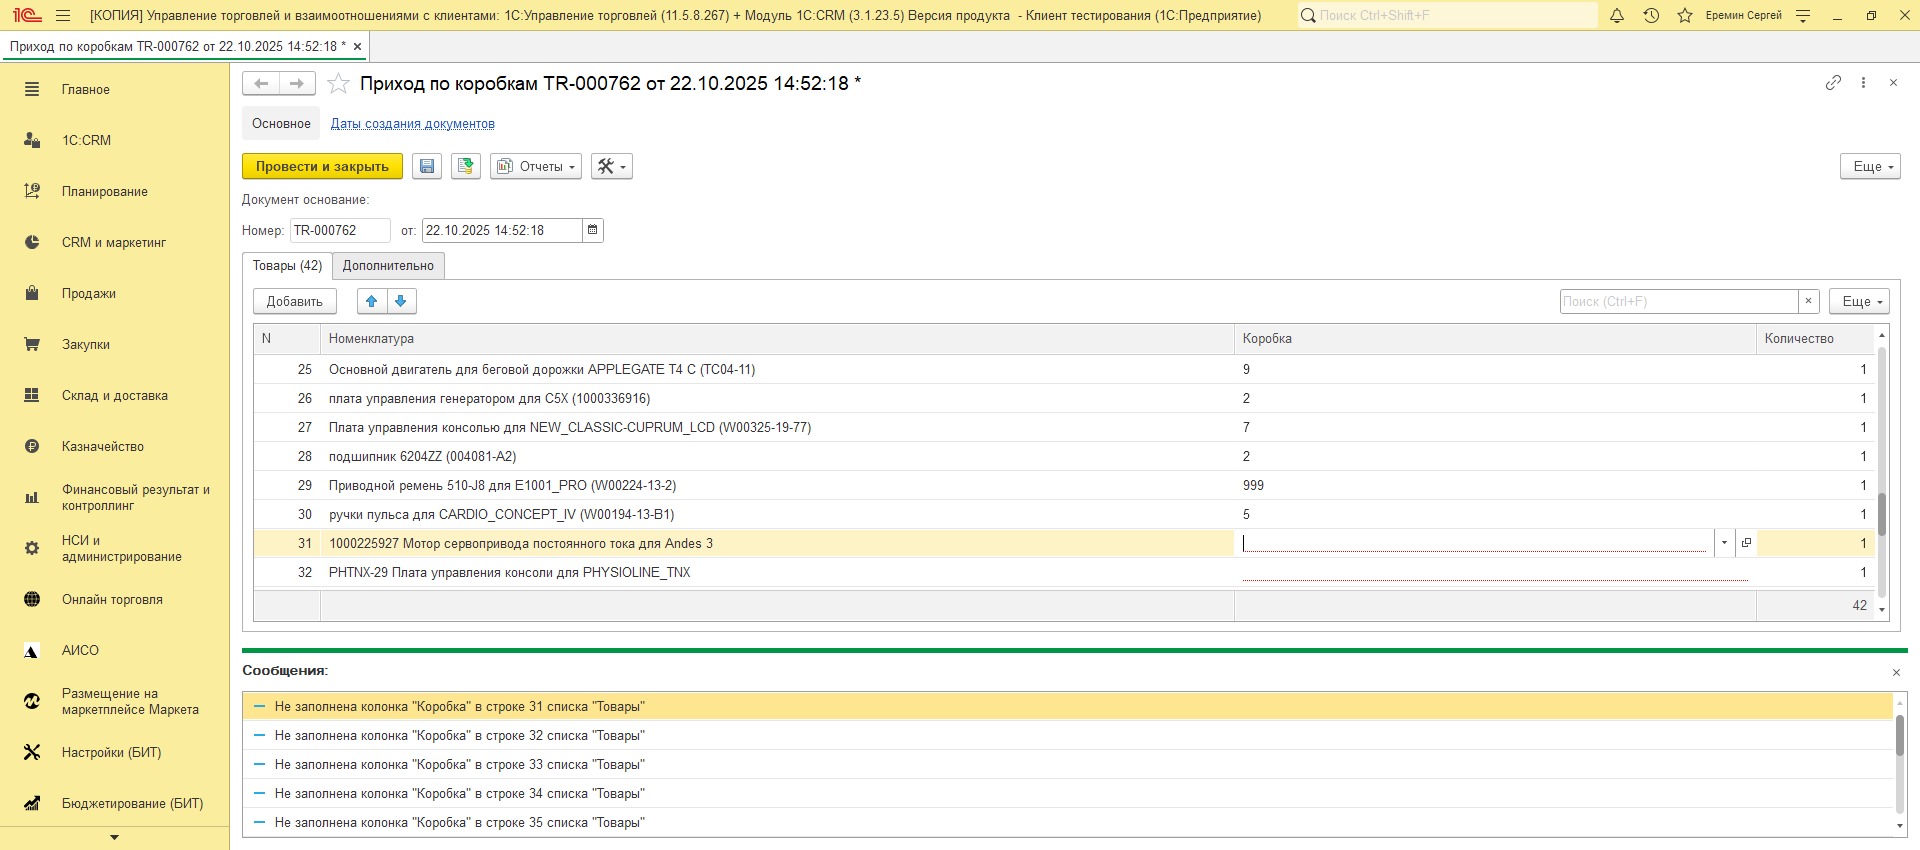 1С [КОПИЯ] Управление торговлей и взаимоотношениями с клиентами: 1С:Управление торговлей (11.5.8.267) + Модуль 1С:CRM (3.1.23.5) Версия продукта - Клиент тестирования (1С:Предприятие) Поиск Ctrl+Shift+F Еремин Сергей
Приход по коробкам TR-000762 от 22.10.2025 14:52:18 *
Главное
1С:CRM
Планирование
CRM и маркетинг
Продажи
Закупки
Склад и доставка
Казначейство
Финансовый результат и
контроллинг
НСИ и
администрирование
Онлайн торговля
АИСО
Размещение на
маркетплейсе Маркета
Настройки (БИТ)
Бюджетирование (БИТ)
Приход по коробкам TR-000762 от 22.10.2025 14:52:18 *
Основное Даты создания документов
Провести и закрыть Отчеты Еще
Документ основание:
Номер: TR-000762 от: 22.10.2025 14:52:18
Товары (42) Дополнительно
Добавить Поиск (Ctrl+F) × Еще
N Номенклатура Коробка Количество
25 Основной двигатель для беговой дорожки APPLEGATE T4 C (TC04-11) 9 1
26 плата управления генератором для C5X (1000336916) 2 1
27 Плата управления консолью для NEW_CLASSIC-CUPRUM_LCD (W00325-19-77) 7 1
28 подшипник 6204ZZ (004081-A2) 2 1
29 Приводной ремень 510-J8 для E1001_PRO (W00224-13-2) 999 1
30 ручки пульса для CARDIO_CONCEPT_IV (W00194-13-B1) 5 1
31 1000225927 Мотор сервопривода постоянного тока для Andes 3 1
32 PHTNX-29 Плата управления консоли для PHYSIOLINE_TNX 1
42
Сообщения:
Не заполнена колонка "Коробка" в строке 31 списка "Товары"
Не заполнена колонка "Коробка" в строке 32 списка "Товары"
Не заполнена колонка "Коробка" в строке 33 списка "Товары"
Не заполнена колонка "Коробка" в строке 34 списка "Товары"
Не заполнена колонка "Коробка" в строке 35 списка "Товары"